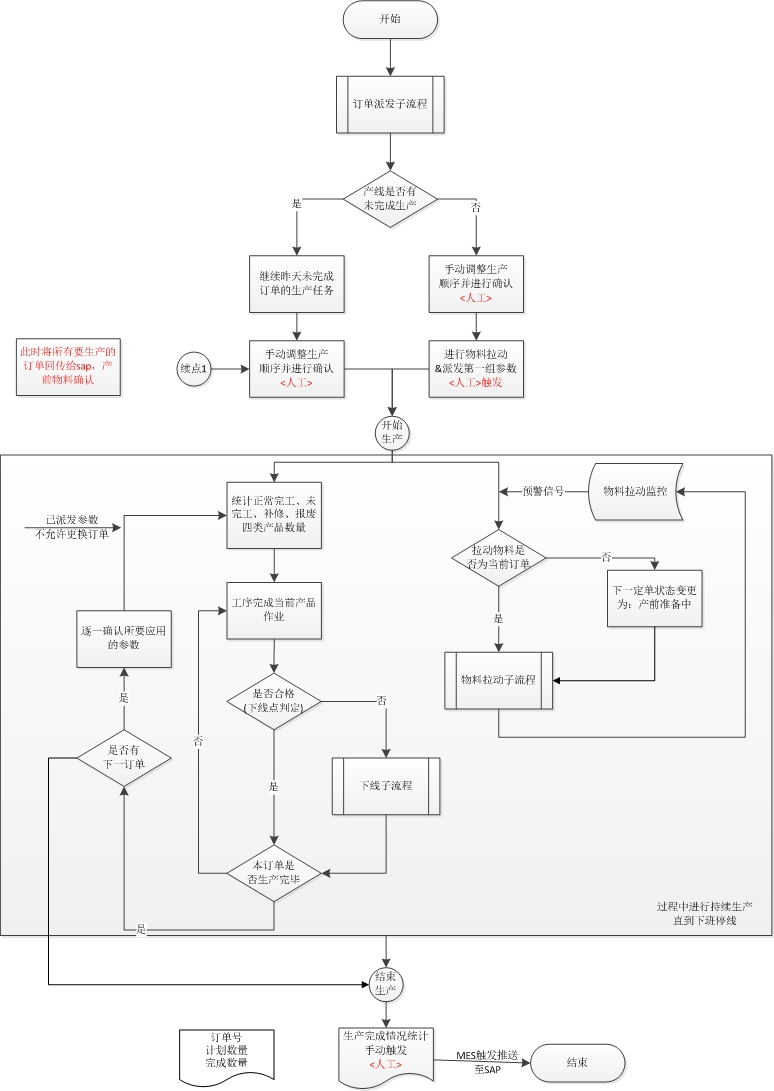 开始
订单派发子流程
产线是否有
未完成生产
是
否
继续昨天未完成
订单的生产任务
手动调整生产
顺序并进行确认
<人工>
此时将所有要生产的
订单回传给sap，产
前物料确认
续点1
手动调整生产
顺序并进行确认
<人工>
进行物料拉动
&派发第一组参数
<人工>触发
开始
生产
统计正常完工、未
完工、补修、报废
四类产品数量
预警信号
物料拉动监控
已派发参数
不允许更换订单
拉动物料是
否为当前订单
否
下一定单状态变更
为：产前准备中
工序完成当前产品
作业
逐一确认所要应用
的参数
是
物料拉动子流程
是否合格
(下线点判定)
否
是
否
是否有
下一订单
是
下线子流程
本订单是
否生产完毕
是
过程中进行持续生产
直到下班停线
结束
生产
订单号
计划数量
完成数量
生产完成情况统计
手动触发
<人工>
MES触发推送
至SAP
结束